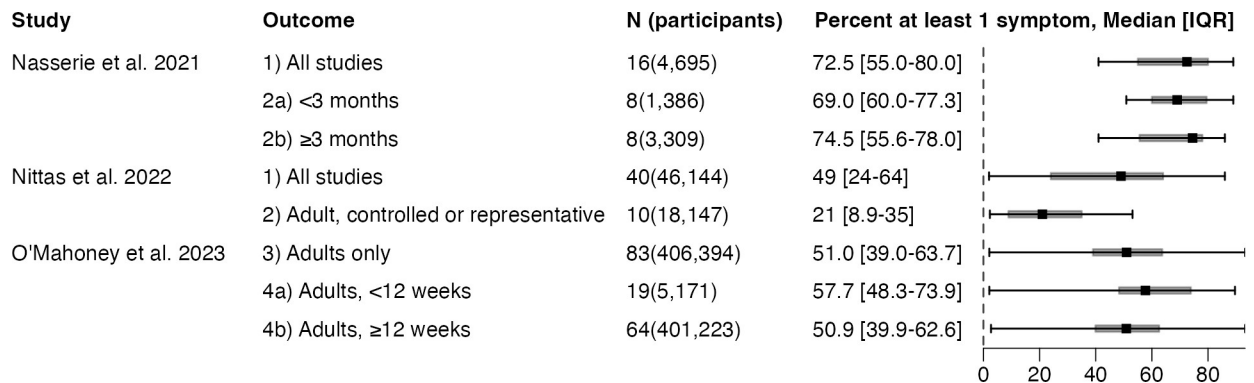 Study Outcome N (participants) Percent at least 1 symptom, Median [IQR]
Nasserie et al. 2021 1) All studies 16(4,695) 72.5 [55.0-80.0]
2a) <3 months 8(1,386) 69.0 [60.0-77.3]
2b) ≥3 months 8(3,309) 74.5 [55.6-78.0]
Nittas et al. 2022 1) All studies 40(46,144) 49 [24-64]
2) Adult, controlled or representative 10(18,147) 21 [8.9-35]
O'Mahoney et al. 2023 3) Adults only 83(406,394) 51.0 [39.0-63.7]
4a) Adults, <12 weeks 19(5,171) 57.7 [48.3-73.9]
4b) Adults, ≥12 weeks 64(401,223) 50.9 [39.9-62.6]
0 20 40 60 80